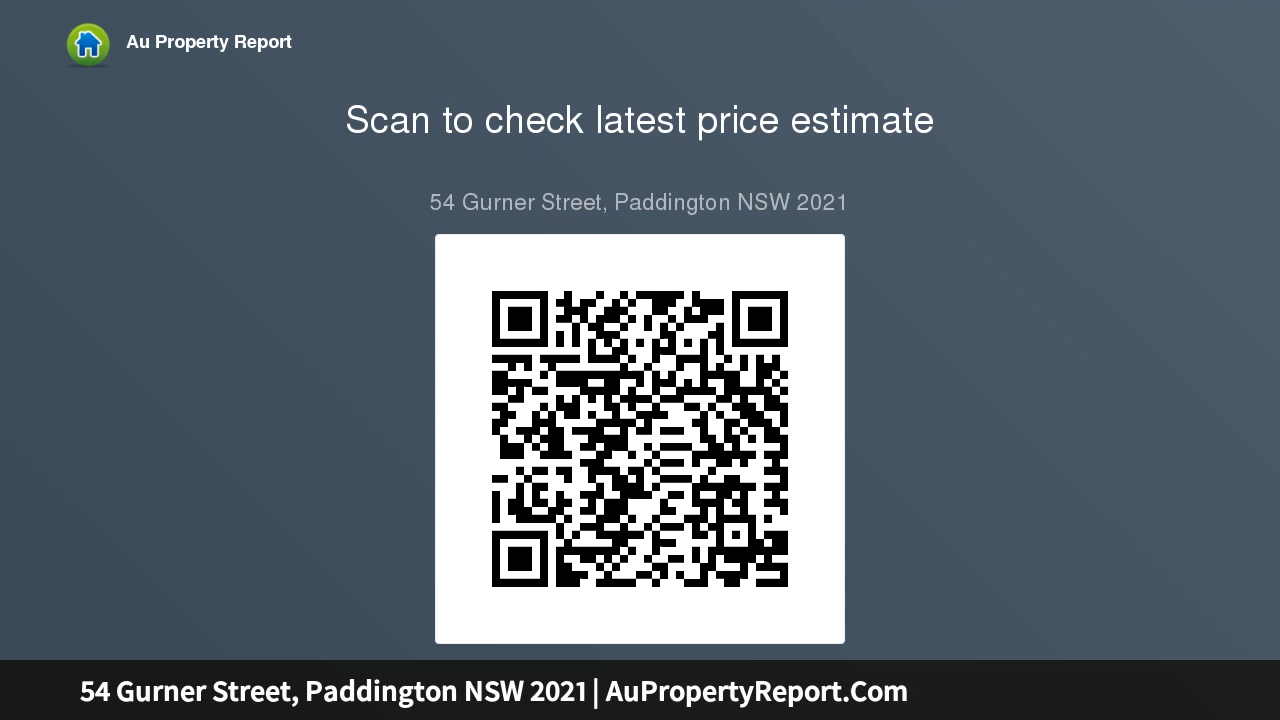 Au Property Report
Scan to check latest price estimate
54 Gurner Street, Paddington NSW 2021
54 Gurner Street, Paddington NSW 2021 | AuPropertyReport.Com